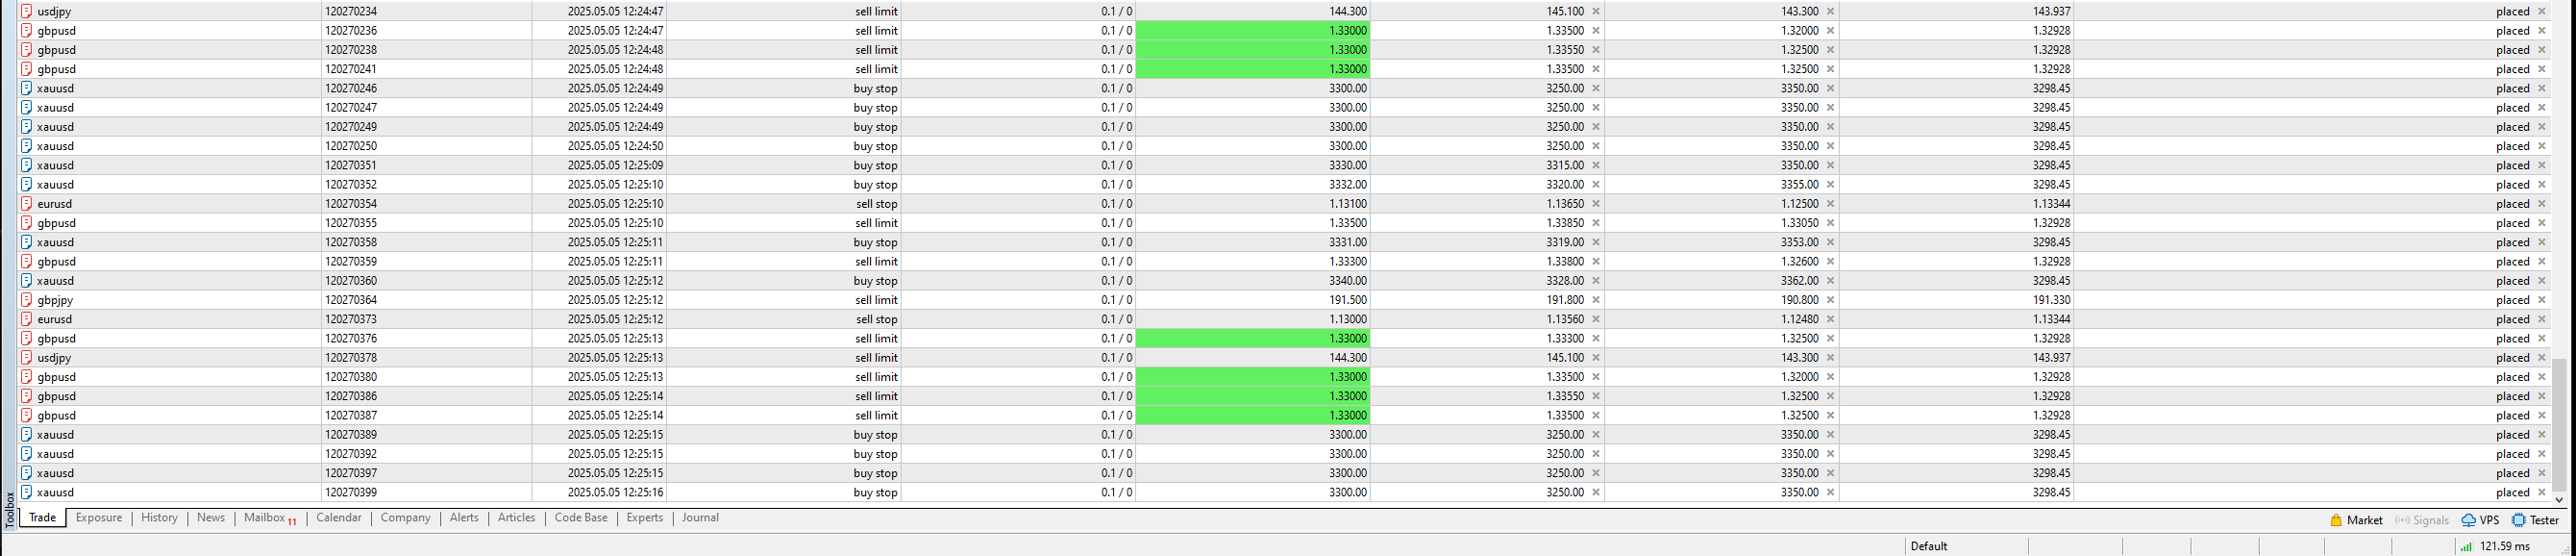 usdjpy 120270234 2025.05.05 12:24:47 sell limit 0.1 / 0 144.300 145.100 143.300 143.937 placed
gbpusd 120270236 2025.05.05 12:24:47 sell limit 0.1 / 0 1.33000 1.33500 1.32000 1.32928 placed
gbpusd 120270238 2025.05.05 12:24:48 sell limit 0.1 / 0 1.33000 1.33550 1.32500 1.32928 placed
gbpusd 120270241 2025.05.05 12:24:48 sell limit 0.1 / 0 1.33000 1.33500 1.32500 1.32928 placed
xauusd 120270246 2025.05.05 12:24:49 buy stop 0.1 / 0 3300.00 3250.00 3350.00 3298.45 placed
xauusd 120270247 2025.05.05 12:24:49 buy stop 0.1 / 0 3300.00 3250.00 3350.00 3298.45 placed
xauusd 120270249 2025.05.05 12:24:49 buy stop 0.1 / 0 3300.00 3250.00 3350.00 3298.45 placed
xauusd 120270250 2025.05.05 12:24:50 buy stop 0.1 / 0 3300.00 3250.00 3350.00 3298.45 placed
xauusd 120270351 2025.05.05 12:25:09 buy stop 0.1 / 0 3330.00 3315.00 3350.00 3298.45 placed
xauusd 120270352 2025.05.05 12:25:10 buy stop 0.1 / 0 3332.00 3320.00 3355.00 3298.45 placed
eurusd 120270354 2025.05.05 12:25:10 sell stop 0.1 / 0 1.13100 1.13650 1.12500 1.13344 placed
gbpusd 120270355 2025.05.05 12:25:10 sell limit 0.1 / 0 1.33500 1.33850 1.33050 1.32928 placed
xauusd 120270358 2025.05.05 12:25:11 buy stop 0.1 / 0 3331.00 3319.00 3353.00 3298.45 placed
gbpusd 120270359 2025.05.05 12:25:11 sell limit 0.1 / 0 1.33300 1.33800 1.32600 1.32928 placed
xauusd 120270360 2025.05.05 12:25:12 buy stop 0.1 / 0 3340.00 3328.00 3362.00 3298.45 placed
gbpjpy 120270364 2025.05.05 12:25:12 sell limit 0.1 / 0 191.500 191.800 190.800 191.330 placed
eurusd 120270373 2025.05.05 12:25:12 sell stop 0.1 / 0 1.13000 1.13560 1.12480 1.13344 placed
gbpusd 120270376 2025.05.05 12:25:13 sell limit 0.1 / 0 1.33000 1.33300 1.32500 1.32928 placed
usdjpy 120270378 2025.05.05 12:25:13 sell limit 0.1 / 0 144.300 145.100 143.300 143.937 placed
gbpusd 120270380 2025.05.05 12:25:13 sell limit 0.1 / 0 1.33000 1.33500 1.32000 1.32928 placed
gbpusd 120270386 2025.05.05 12:25:14 sell limit 0.1 / 0 1.33000 1.33550 1.32500 1.32928 placed
gbpusd 120270387 2025.05.05 12:25:14 sell limit 0.1 / 0 1.33000 1.33500 1.32500 1.32928 placed
xauusd 120270389 2025.05.05 12:25:15 buy stop 0.1 / 0 3300.00 3250.00 3350.00 3298.45 placed
xauusd 120270392 2025.05.05 12:25:15 buy stop 0.1 / 0 3300.00 3250.00 3350.00 3298.45 placed
xauusd 120270397 2025.05.05 12:25:15 buy stop 0.1 / 0 3300.00 3250.00 3350.00 3298.45 placed
xauusd 120270399 2025.05.05 12:25:16 buy stop 0.1 / 0 3300.00 3250.00 3350.00 3298.45 placed
Toolbox
Trade Exposure History News Mailbox 11 Calendar Company Alerts Articles Code Base Experts Journal Market Signals VPS Tester
Default 121.59 ms